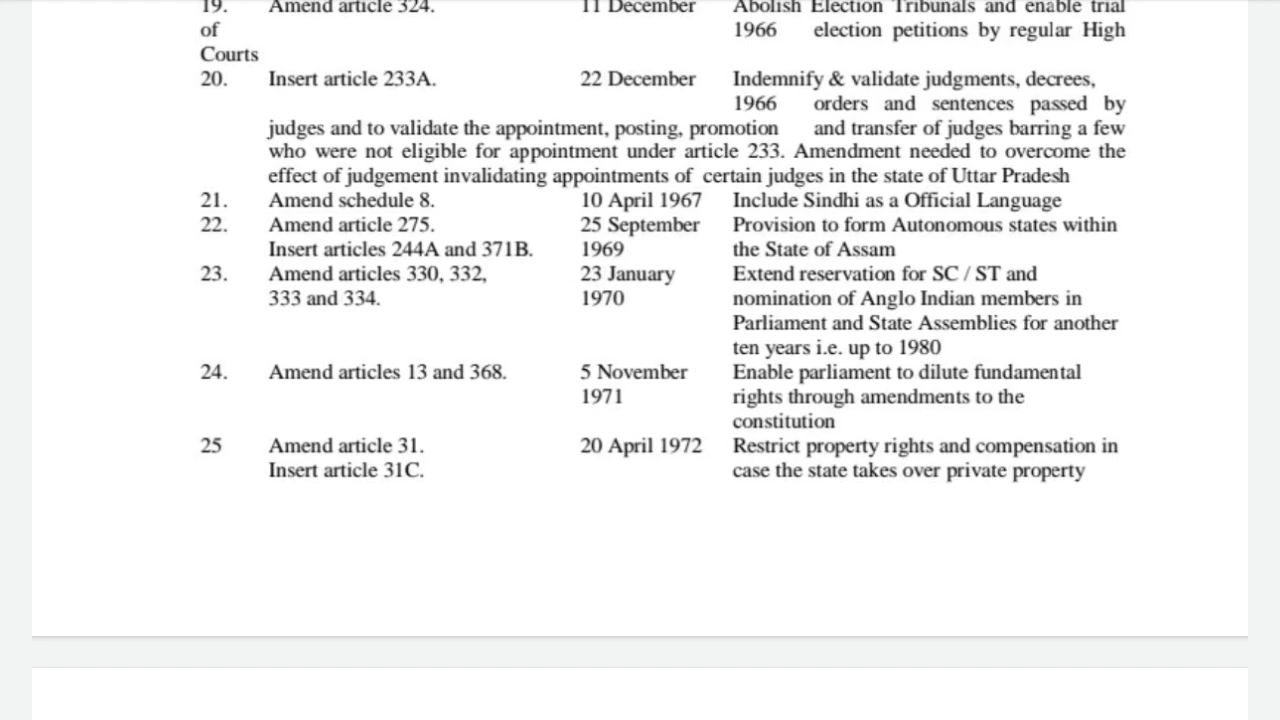 19. Amend article 324. 11 December Abolish Election Tribunals and enable trial
of 1966 election petitions by regular High
Courts
20. Insert article 233A. 22 December Indemnify & validate judgments, decrees,
1966 orders and sentences passed by
judges and to validate the appointment, posting, promotion and transfer of judges barring a few
who were not eligible for appointment under article 233. Amendment needed to overcome the
effect of judgement invalidating appointments of certain judges in the state of Uttar Pradesh
21. Amend schedule 8. 10 April 1967 Include Sindhi as a Official Language
22. Amend article 275. 25 September Provision to form Autonomous states within
Insert articles 244A and 371B. 1969 the State of Assam
23. Amend articles 330, 332, 23 January Extend reservation for SC / ST and
333 and 334. 1970 nomination of Anglo Indian members in
Parliament and State Assemblies for another
ten years i.e. up to 1980
24. Amend articles 13 and 368. 5 November Enable parliament to dilute fundamental
1971 rights through amendments to the
constitution
25 Amend article 31. 20 April 1972 Restrict property rights and compensation in
Insert article 31C. case the state takes over private property